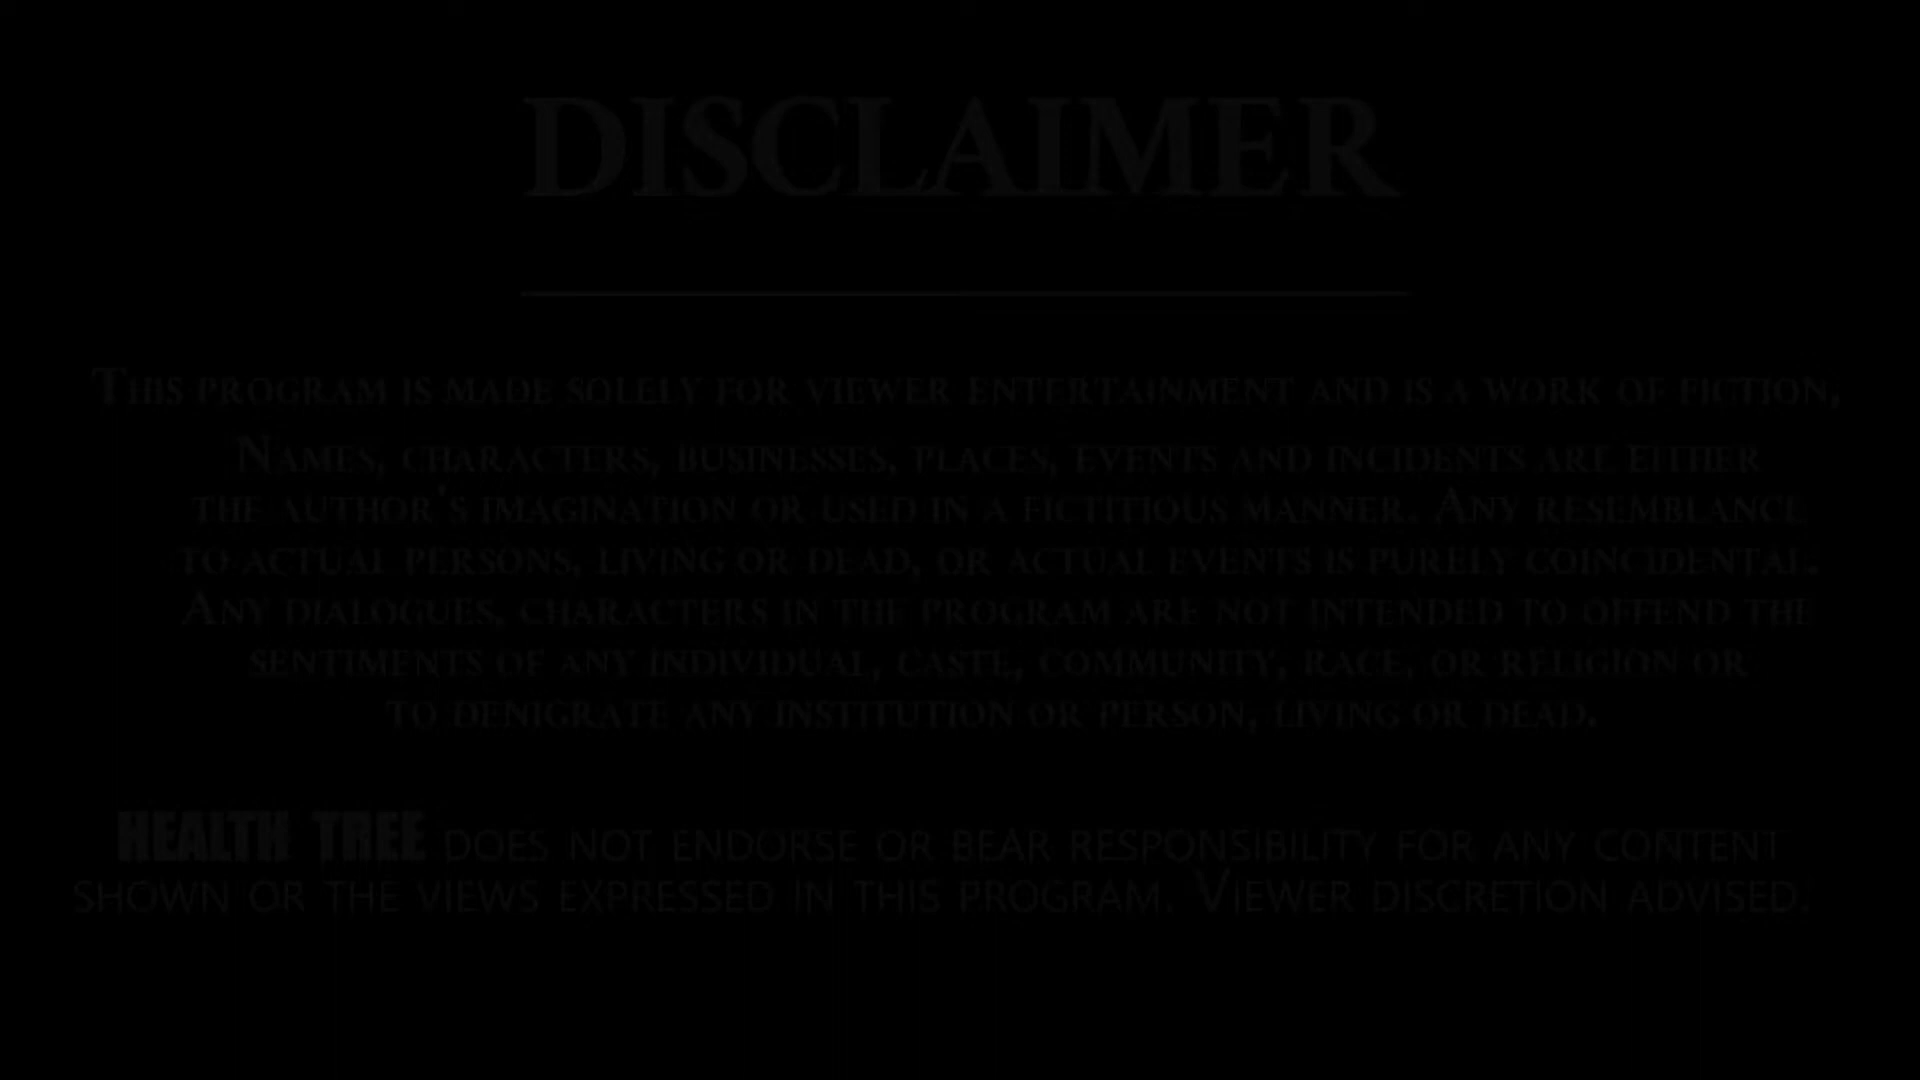 DISCLAIMER
THIS PROGRAM IS MADE SOLELY FOR VIEWER ENTERTAINMENT AND IS A WORK OF FICTION,
NAMES, CHARACTERS, BUSINESSES, PLACES, EVENTS AND INCIDENTS ARE EITHER
THE AUTHOR'S IMAGINATION OR USED IN A FICTITIOUS MANNER. ANY RESEMBLANCE
TO ACTUAL PERSONS, LIVING OR DEAD, OR ACTUAL EVENTS IS PURELY COINCIDENTAL.
ANY DIALOGUES, CHARACTERS IN THE PROGRAM ARE NOT INTENDED TO OFFEND THE
SENTIMENTS OF ANY INDIVIDUAL, CASTE, COMMUNITY, RACE, OR RELIGION OR
TO DENIGRATE ANY INSTITUTION OR PERSON, LIVING OR DEAD.
HEALTH TREE DOES NOT ENDORSE OR BEAR RESPONSIBILITY FOR ANY CONTENT
SHOWN OR THE VIEWS EXPRESSED IN THIS PROGRAM. VIEWER DISCRETION ADVISED.